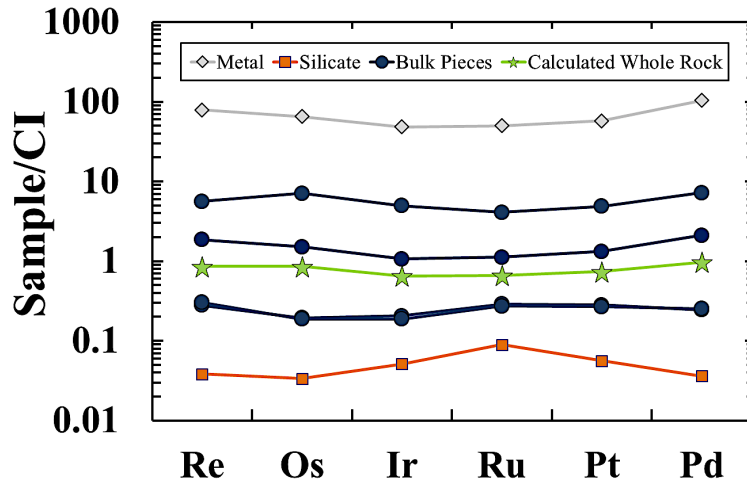 1000
Metal Silicate Bulk Pieces Calculated Whole Rock
100
10
1
0.1
0.01
Sample/CI
Re Os Ir Ru Pt Pd